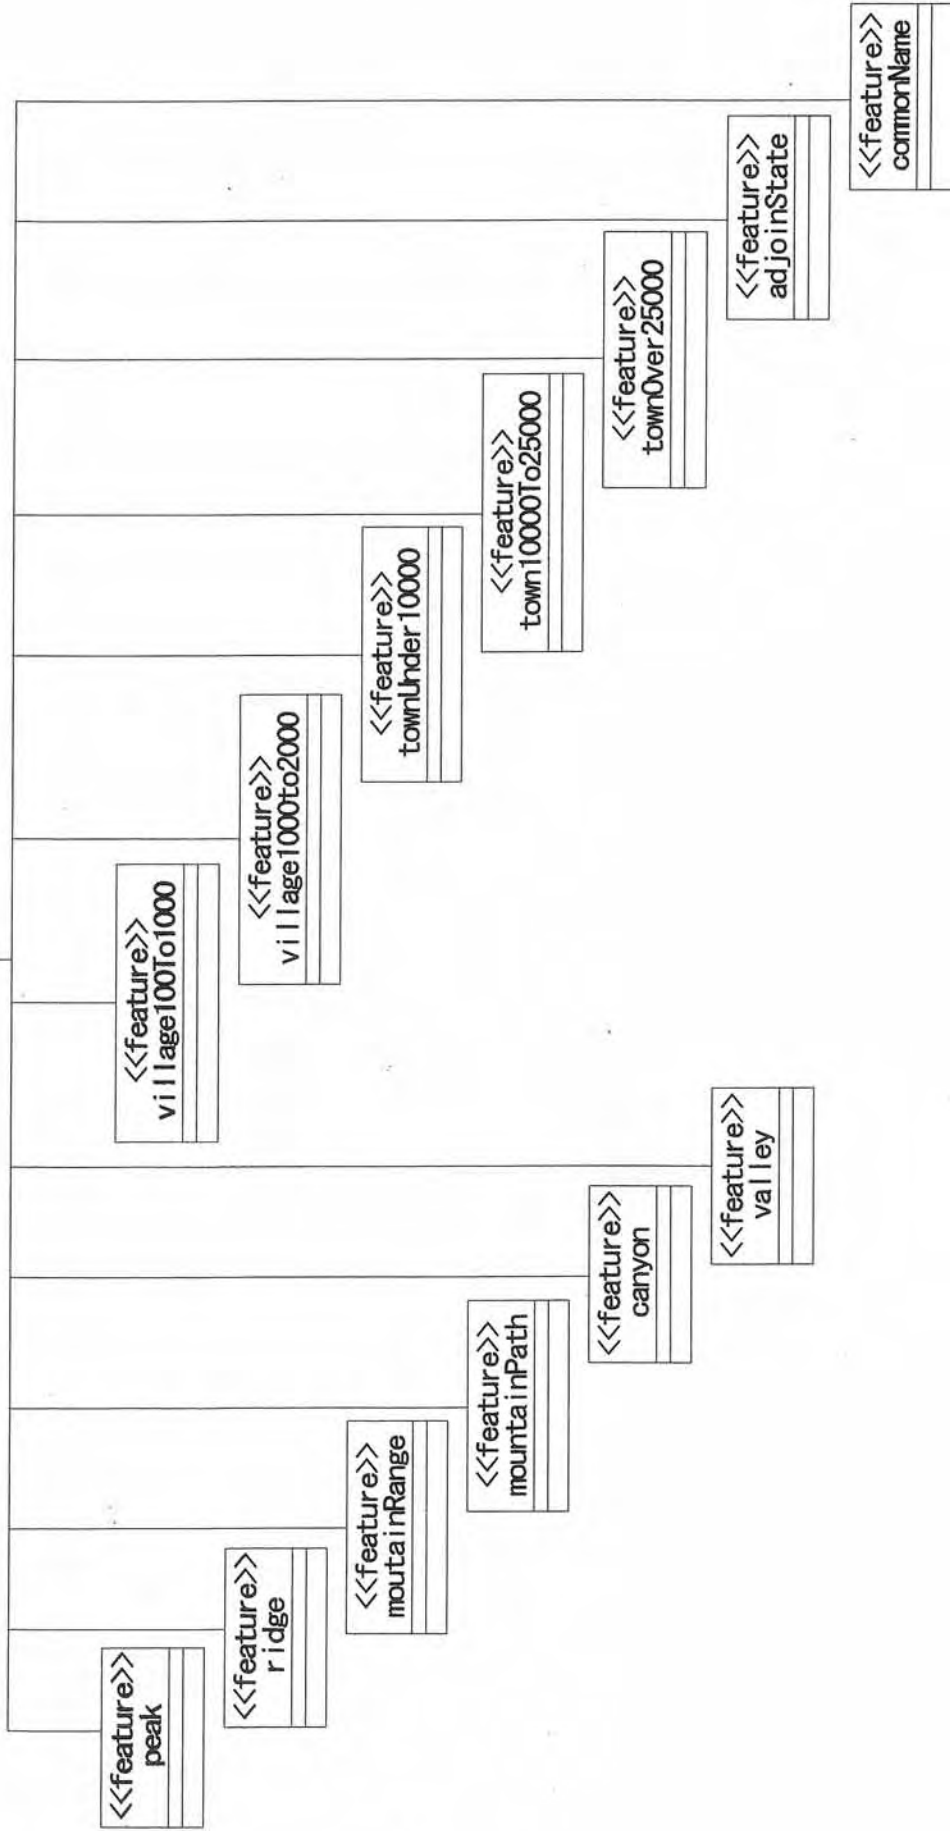 <<feature>>
peak
<<feature>>
ridge
<<feature>>
moutainRange
<<feature>>
mountainPath
<<feature>>
canyon
<<feature>>
valley
<<feature>>
village100To1000
<<feature>>
village1000to2000
<<feature>>
townUnder10000
<<feature>>
town10000To25000
<<feature>>
townOver25000
<<feature>>
adjoinState
<<feature>>
commonName